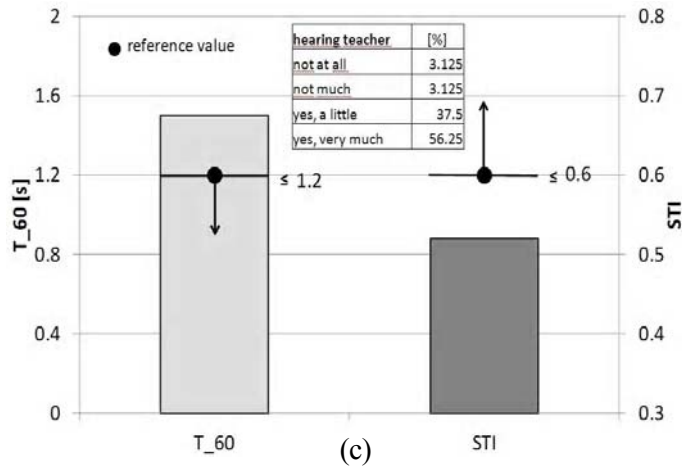 reference value
hearing teacher [%]
not at all 3.125
not much 3.125
yes, a little 37.5
yes, very much 56.25
2
1.6
1.2
0.8
0.4
0
T_60 [s]
≤ 1.2
≤ 0.6
0.8
0.7
0.6
0.5
0.4
0.3
STI
T_60
STI
(c)